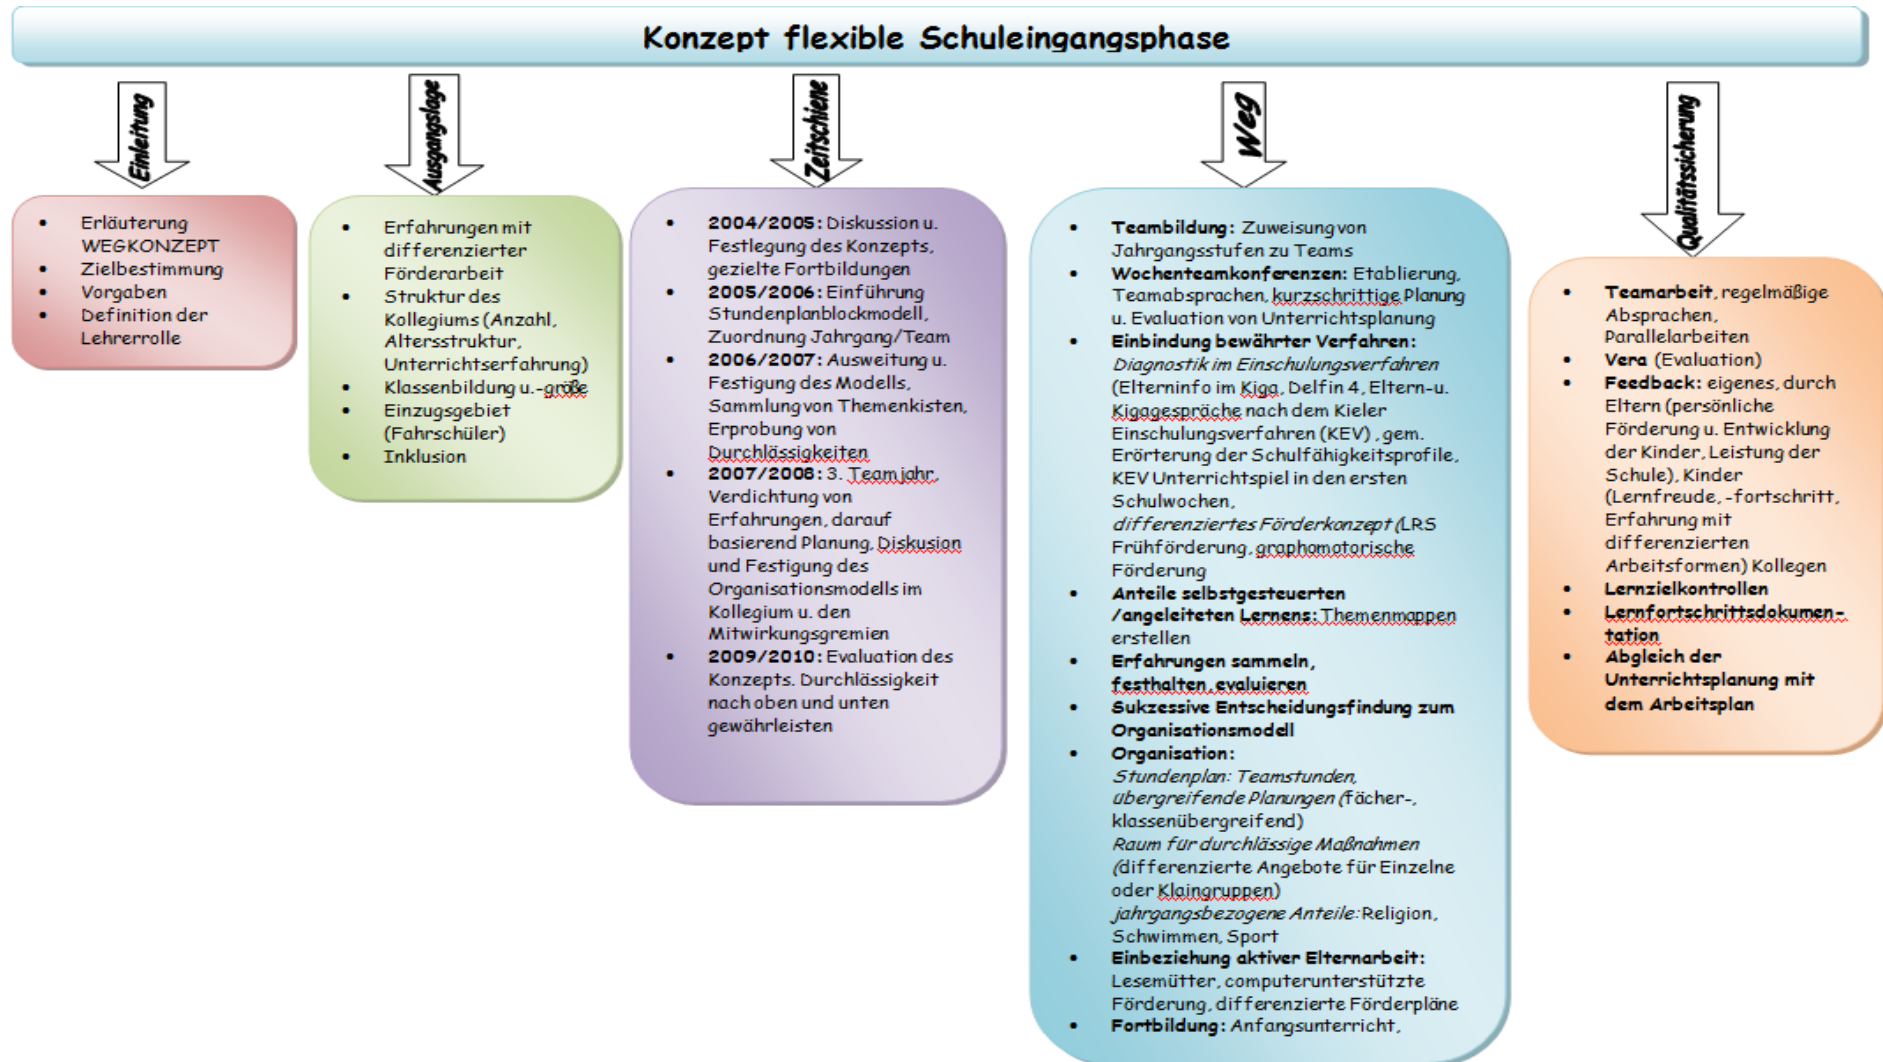 Konzept flexible Schuleingangsphase
Einleitung
• Erläuterung
WEGKONZEPT
• Zielbestimmung
• Vorgaben
• Definition der
Lehrerrolle
Ausgangslage
• Erfahrungen mit
differenzierter
Förderarbeit
• Struktur des
Kollegiums (Anzahl,
Altersstruktur,
Unterrichtserfahrung)
• Klassenbildung u.-größe
• Einzugsgebiet
(Fahrschüler)
• Inklusion
Zeitschiene
• 2004/2005: Diskussion u.
Festlegung des Konzepts,
gezielte Fortbildungen
• 2005/2006: Einführung
Stundenplanblockmodell,
Zuordnung Jahrgang/Team
• 2006/2007: Ausweitung u.
Festigung des Modells,
Sammlung von Themenkisten,
Erprobung von
Durchlässigkeiten
• 2007/2008: 3. Teamjahr,
Verdichtung von
Erfahrungen, darauf
basierend Planung, Diskusion
und Festigung des
Organisationsmodells im
Kollegium u. den
Mitwirkungsgremien
• 2009/2010: Evaluation des
Konzepts. Durchlässigkeit
nach oben und unten
gewährleisten
Weg
• Teambildung: Zuweisung von
Jahrgangsstufen zu Teams
• Wochenteamkonferenzen: Etablierung,
Teamabsprachen, kurzschrittige Planung
u. Evaluation von Unterrichtsplanung
• Einbindung bewährter Verfahren:
Diagnostik im Einschulungsverfahren
(Elterninfo im Kiga, Delfin 4, Eltern-u.
Kigagespräche nach dem Kieler
Einschulungsverfahren (KEV) , gem.
Erörterung der Schulfähigkeitsprofile,
KEV Unterrichtspiel in den ersten
Schulwochen,
differenziertes Förderkonzept (LRS
Frühförderung, graphomotorische
Förderung
• Anteile selbstgesteuerten
/angeleiteten Lernens: Themenmappen
erstellen
• Erfahrungen sammeln,
festhalten, evaluieren
• Sukzessive Entscheidungsfindung zum
Organisationsmodell
• Organisation:
Stundenplan: Teamstunden,
übergreifende Planungen (fächer-,
klassenübergreifend)
Raum für durchlässige Maßnahmen
(differenzierte Angebote für Einzelne
oder Klaingruppen)
jahrgangsbezogene Anteile: Religion,
Schwimmen, Sport
• Einbeziehung aktiver Elternarbeit:
Lesemütter, computerunterstützte
Förderung, differenzierte Förderpläne
• Fortbildung: Anfangsunterricht,
Qualitätssicherung
• Teamarbeit, regelmäßige
Absprachen,
Parallelarbeiten
• Vera (Evaluation)
• Feedback: eigenes, durch
Eltern (persönliche
Förderung u. Entwicklung
der Kinder, Leistung der
Schule), Kinder
(Lernfreude, -fortschritt,
Erfahrung mit
differenzierten
Arbeitsformen) Kollegen
• Lernzielkontrollen
• Lernfortschrittsdokumen-
tation
• Abgleich der
Unterrichtsplanung mit
dem Arbeitsplan